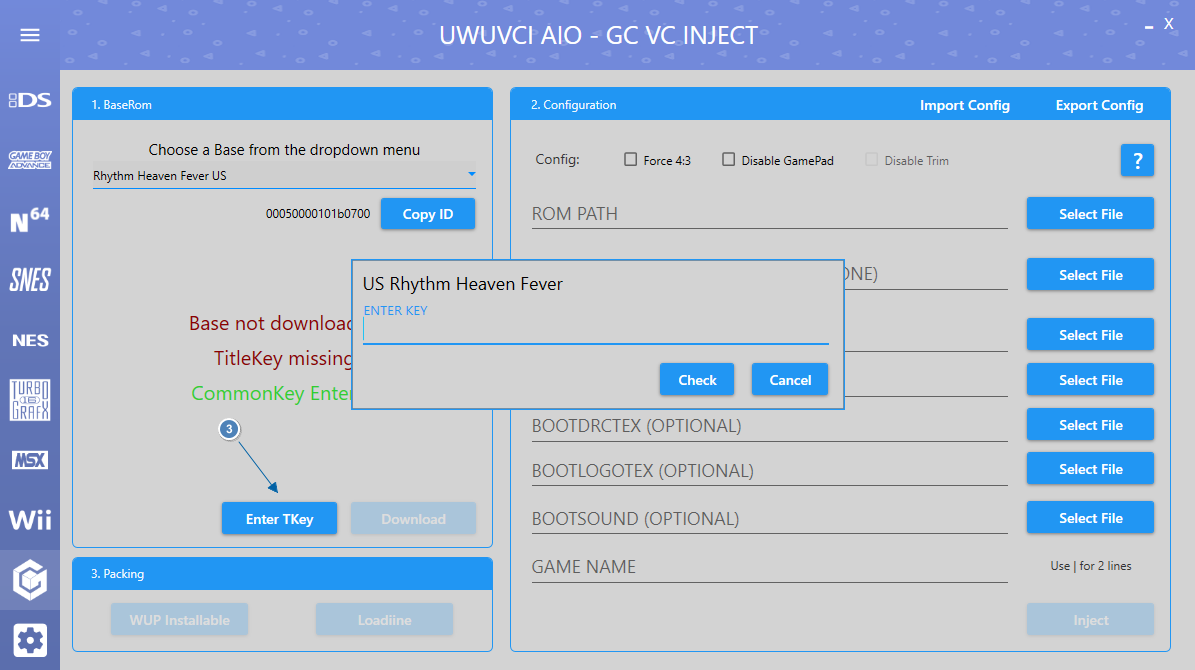 UWUVCI AIO - GC VC INJECT
X
DS
GAME BOY
ADVANCE
N64
SNES
NES
TURBO
16
GRAFX
MSX
Wii
1. BaseRom
Choose a Base from the dropdown menu
Rhythm Heaven Fever US
00050000101b0700
Copy ID
Base not download
TitleKey missing
CommonKey Enter
3
Enter TKey
Download
3. Packing
WUP Installable
Loadiine
US Rhythm Heaven Fever
ENTER KEY
Check
Cancel
2. Configuration
Import Config
Export Config
Config:
Force 4:3
Disable GamePad
Disable Trim
?
ROM PATH
Select File
ONE)
Select File
Select File
Select File
BOOTDRCTEX (OPTIONAL)
Select File
BOOTLOGOTEX (OPTIONAL)
Select File
BOOTSOUND (OPTIONAL)
Select File
GAME NAME
Use | for 2 lines
Inject